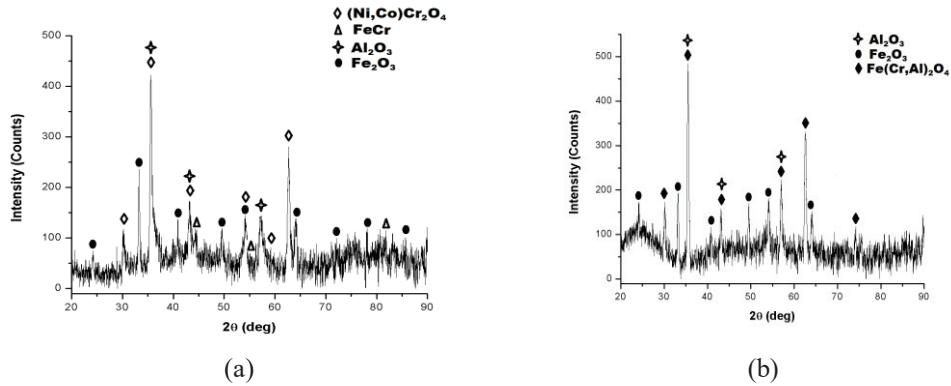 (Ni,Co)Cr₂O₄
FeCr
Al₂O₃
Fe₂O₃
500
400
300
200
100
0
Intensity (Counts)
20 30 40 50 60 70 80 90
2θ (deg)
(a)
Al₂O₃
Fe₂O₃
Fe(Cr,Al)₂O₄
500
400
300
200
100
0
Intensity (Counts)
20 30 40 50 60 70 80 90
2θ (deg)
(b)